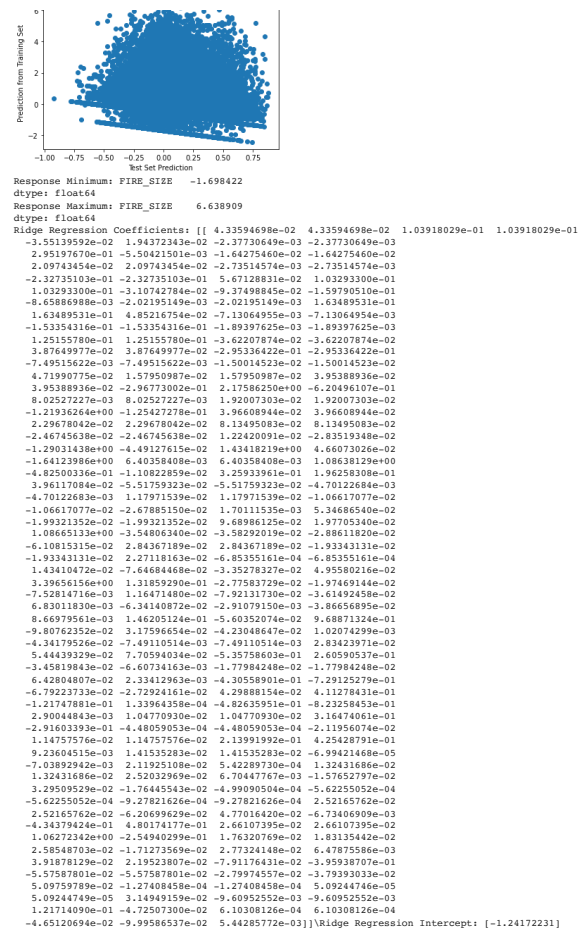 6
4
2
0
−2
Prediction from Training Set
−1.00 −0.75 −0.50 −0.25 0.00 0.25 0.50 0.75
Test Set Prediction
Response Minimum: FIRE_SIZE -1.698422
dtype: float64
Response Maximum: FIRE_SIZE 6.638909
dtype: float64
Ridge Regression Coefficients: [[ 4.33594698e-02 4.33594698e-02 1.03918029e-01 1.03918029e-01
-3.55139592e-02 1.94372343e-02 -2.37730649e-03 -2.37730649e-03
2.95197670e-01 -5.50421501e-03 -1.64275460e-02 -1.64275460e-02
2.09743454e-02 2.09743454e-02 -2.73514574e-03 -2.73514574e-03
-2.32735103e-01 -2.32735103e-01 5.67128831e-02 1.03293300e-01
1.03293300e-01 -3.10742784e-02 -9.37498845e-02 -1.59790510e-01
-8.65886988e-03 -2.02195149e-03 -2.02195149e-03 1.63489531e-01
1.63489531e-01 4.85216754e-02 -7.13064955e-03 -7.13064954e-03
-1.53354316e-01 -1.53354316e-01 -1.89397625e-03 -1.89397625e-03
1.25155780e-01 1.25155780e-01 -3.62207874e-02 -3.62207874e-02
3.87649977e-02 3.87649977e-02 -2.95336422e-01 -2.95336422e-01
-7.49515622e-03 -7.49515622e-03 -1.50014523e-02 -1.50014523e-02
4.71990775e-02 1.57950987e-02 1.57950987e-02 3.95388936e-02
3.95388936e-02 -2.96773002e-01 2.17586250e+00 -6.20496107e-01
8.02527227e-03 8.02527227e-03 1.92007303e-02 1.92007303e-02
-1.21936264e+00 -1.25427278e-01 3.96608944e-02 3.96608944e-02
2.29678042e-02 2.29678042e-02 8.13495083e-02 8.13495083e-02
-2.46745638e-02 -2.46745638e-02 1.22420091e-02 -2.83519348e-02
-1.29031438e+00 -4.49127615e-02 1.43418219e+00 4.66073026e-02
-1.64123986e+00 6.40358408e-03 6.40358408e-03 1.08638129e+00
-4.82500336e-01 -1.10822859e-02 3.25933961e-01 1.96258308e-01
3.96117084e-02 -5.51759323e-02 -5.51759323e-02 -4.70122684e-03
-4.70122683e-03 1.17971539e-02 1.17971539e-02 -1.06617077e-02
-1.06617077e-02 -2.67885150e-02 1.70111535e-03 5.34686540e-02
-1.99321352e-02 -1.99321352e-02 9.68986125e-02 1.97705340e-02
1.08665133e+00 -3.54806340e-02 -3.58292019e-02 -2.88611820e-02
-6.10815315e-02 2.84367189e-02 2.84367189e-02 -1.93343131e-02
-1.93343131e-02 2.27118163e-02 -6.85355161e-04 -6.85355161e-04
1.43410472e-02 -7.64684468e-02 -3.35278327e-02 4.95580216e-02
3.39656156e+00 1.31859290e-01 -2.77583729e-02 -1.97469144e-02
-7.52814716e-03 1.16471480e-02 -7.92131730e-02 -3.61492458e-02
6.83011830e-03 -6.34140872e-02 -2.91079150e-02 -3.86656895e-02
8.66979561e-03 1.46205124e-01 -5.60352074e-02 9.68871324e-01
-9.80762352e-02 3.17596654e-02 -4.23048647e-02 1.02074299e-03
-4.34179526e-02 -7.49110514e-03 -7.49110514e-03 2.83423971e-02
5.44439329e-02 7.70594034e-02 -5.35758603e-01 2.60590537e-01
-3.45819843e-02 -6.60734163e-03 -1.77984248e-02 -1.77984248e-02
6.42804807e-02 2.33412963e-03 -4.30558901e-01 -7.29125279e-01
-6.79223733e-02 -2.72924161e-02 4.29888154e-02 4.11278431e-02
-1.21747881e-01 1.33964358e-04 -4.82635951e-01 -8.23258453e-01
2.90044843e-03 1.04770930e-02 1.04770930e-02 3.16474061e-02
-2.91603393e-01 -4.48059053e-04 -4.48059053e-04 -2.11956074e-02
1.14757576e-02 1.14757576e-02 2.13991992e-01 4.25428791e-01
9.23604515e-03 1.41535283e-02 1.41535283e-02 -6.99421468e-05
-7.03892943e-03 2.11925108e-02 5.42289730e-04 1.32431686e-02
1.32431686e-02 2.52032969e-02 6.70447767e-03 -1.57652797e-02
3.29509529e-02 -1.76445543e-02 -4.99090504e-04 -5.62255052e-04
-5.62255052e-04 -9.27821626e-04 -9.27821626e-04 2.52165762e-02
2.52165762e-02 -6.20699629e-02 4.77016420e-02 -6.73406909e-03
-4.34379424e-01 4.80174177e-01 2.66107395e-02 2.66107395e-02
1.06272342e+00 -2.54940299e-01 1.76320769e-02 1.83135442e-02
2.58548703e-02 -1.71273569e-02 2.77324148e-02 6.47875586e-03
3.91878129e-02 2.19523807e-02 -7.91176431e-02 -3.95938707e-01
-5.57587801e-02 -5.57587801e-02 -2.79974557e-02 -3.79393033e-02
5.09759789e-02 -1.27408458e-04 -1.27408458e-04 5.09244746e-05
5.09244749e-05 3.14949159e-02 -9.60952553e-03 -9.60952553e-03
1.21714090e-01 -4.72507300e-02 6.10308126e-04 6.10308126e-04
-4.65120694e-02 -9.99586537e-02 5.44285772e-03]]\Ridge Regression Intercept: [-1.24172231]